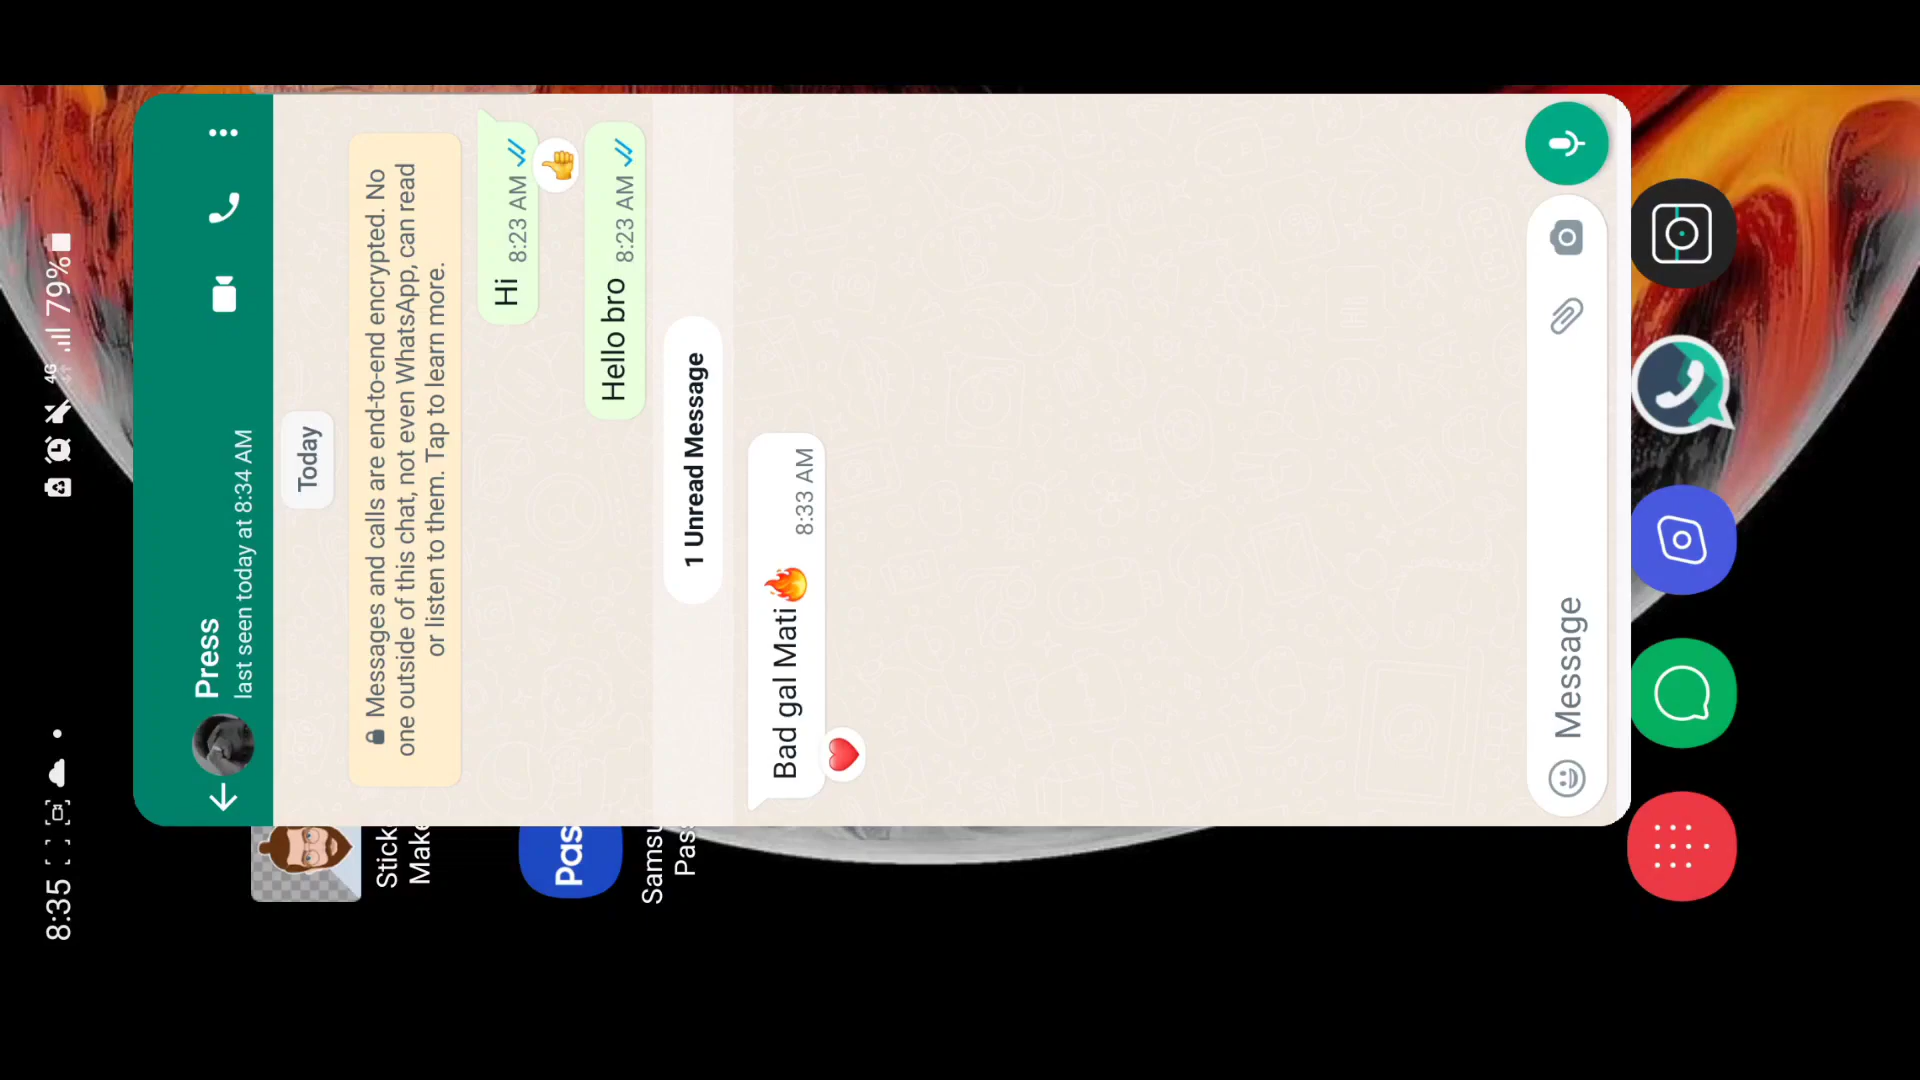 8:35
4G
79%
Press
last seen today at 8:34 AM
Today
Messages and calls are end-to-end encrypted. No
one outside of this chat, not even WhatsApp, can read
or listen to them. Tap to learn more.
Hi 8:23 AM
👍
Hello bro 8:23 AM
1 Unread Message
Bad gal Mati🔥 8:33 AM
❤️
Message
Stick
Make
Pas
Samsu
Pass